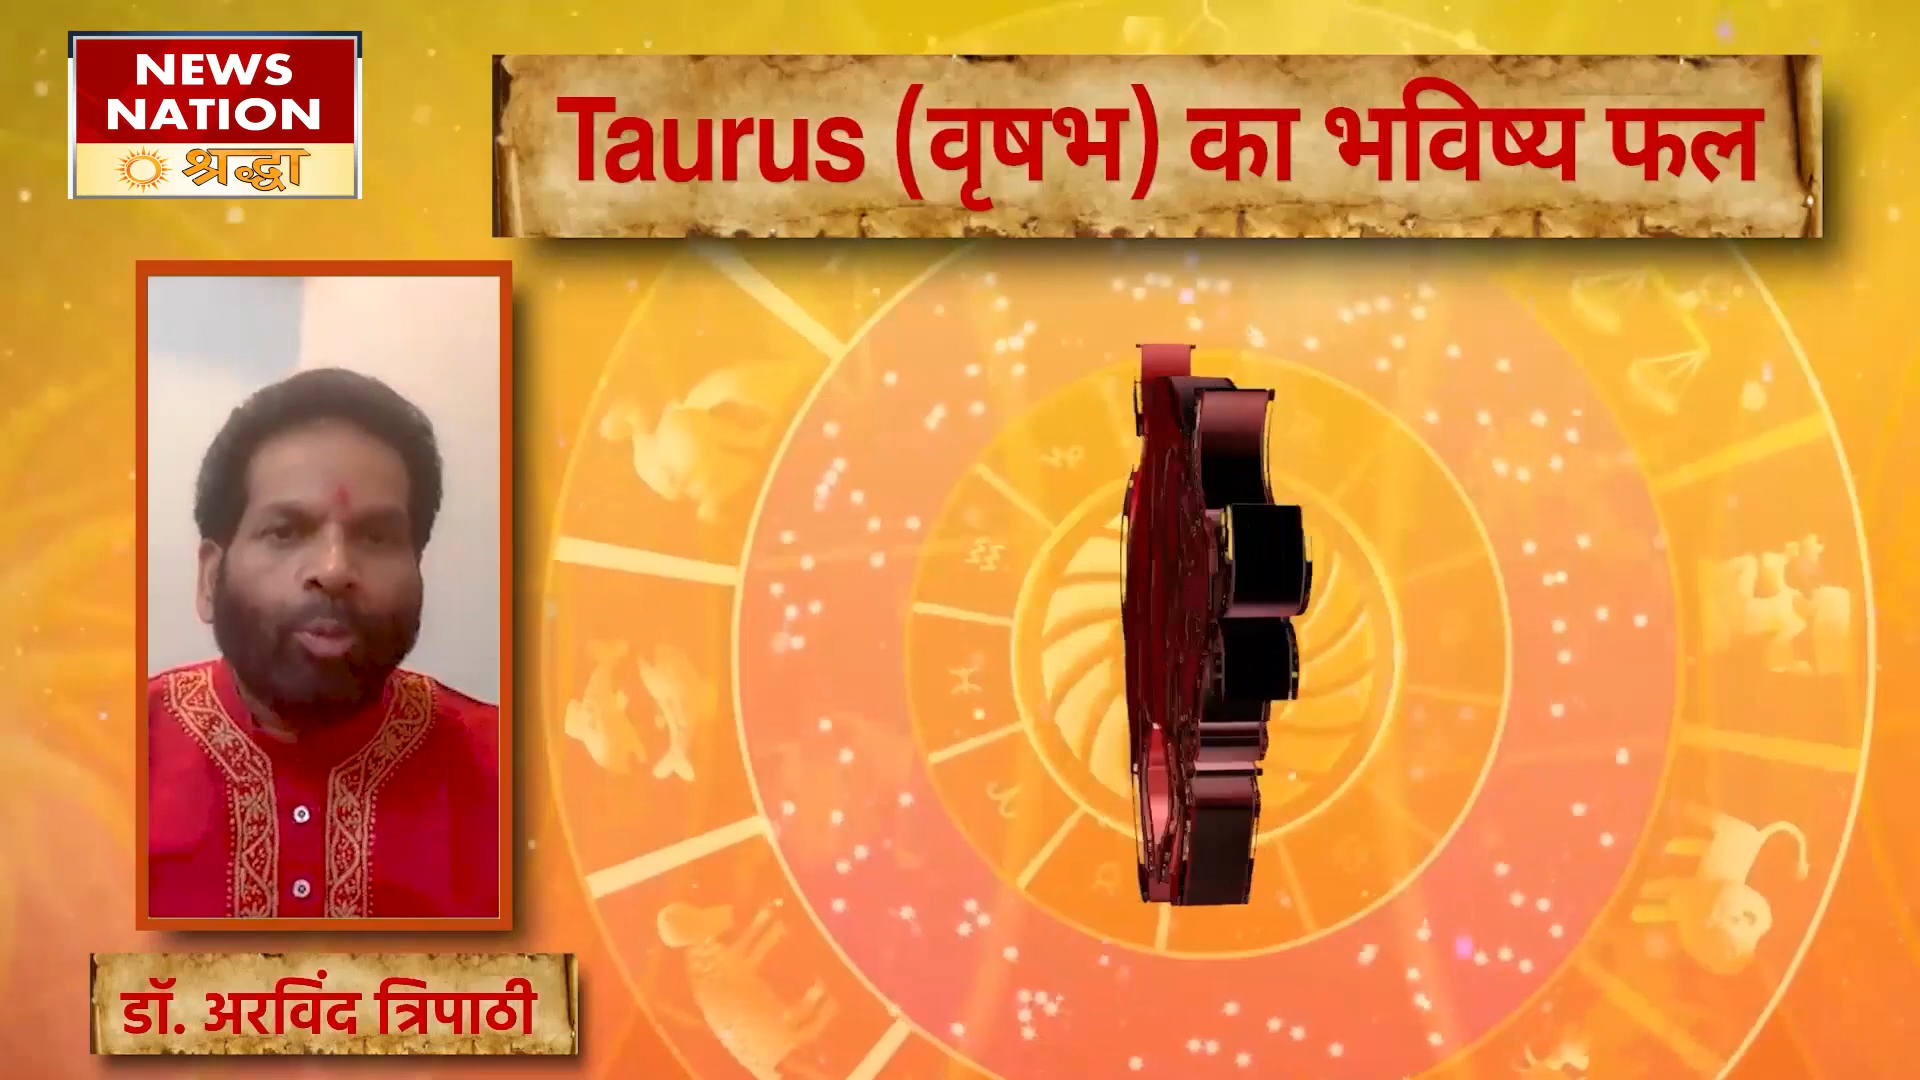 NEWS
NATION
श्रद्धा
Taurus (वृषभ) का भविष्य फल
डॉ. अरविंद त्रिपाठी